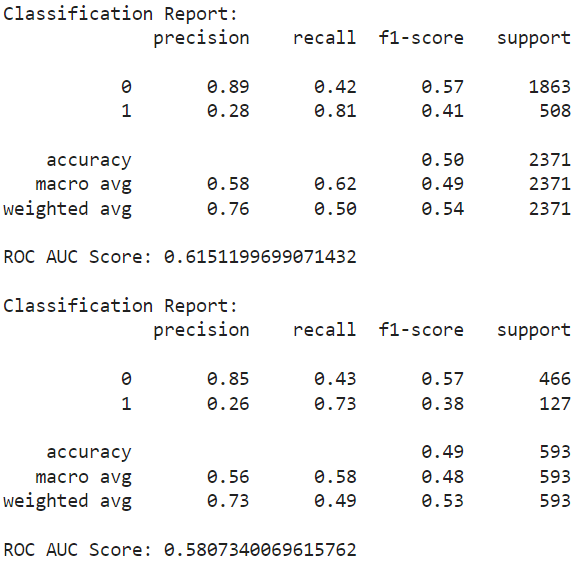 Classification Report:
precision recall f1-score support
0 0.89 0.42 0.57 1863
1 0.28 0.81 0.41 508
accuracy 0.50 2371
macro avg 0.58 0.62 0.49 2371
weighted avg 0.76 0.50 0.54 2371
ROC AUC Score: 0.6151199699071432
Classification Report:
precision recall f1-score support
0 0.85 0.43 0.57 466
1 0.26 0.73 0.38 127
accuracy 0.49 593
macro avg 0.56 0.58 0.48 593
weighted avg 0.73 0.49 0.53 593
ROC AUC Score: 0.5807340069615762